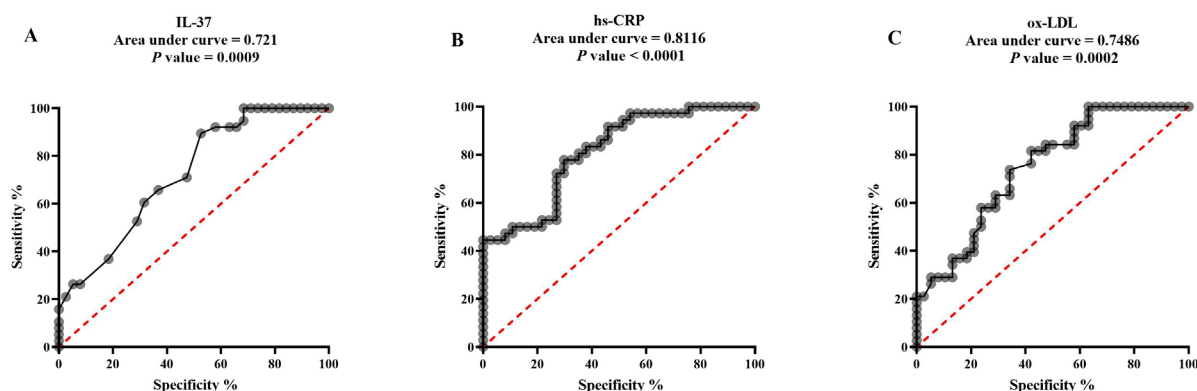 A
IL-37
Area under curve = 0.721
P value = 0.0009
100
80
60
40
20
0
Sensitivity %
0
20
40
60
80
100
Specificity %
B
hs-CRP
Area under curve = 0.8116
P value < 0.0001
100
80
60
40
20
0
Sensitivity %
0
20
40
60
80
100
Specificity %
C
ox-LDL
Area under curve = 0.7486
P value = 0.0002
100
80
60
40
20
0
Sensitivity %
0
20
40
60
80
100
Specificity %